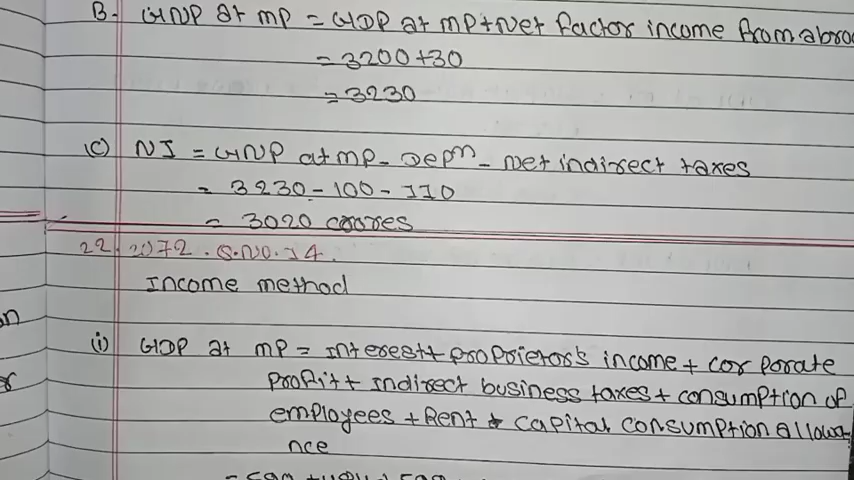 B. GNP at MP = GDP at MP + Net factor income from abro
= 3200+30
= 3230
(c) NI = GNP at MP - Depn - Net indirect taxes
= 3230 - 100 - 110
= 3020 crores
22. 2072. S.NO. 14.
Income method
(i) GDP at MP = Interest + proprietor's income + corporate
profit + Indirect business taxes + consumption of
employees + Rent + capital consumption allowa
nce